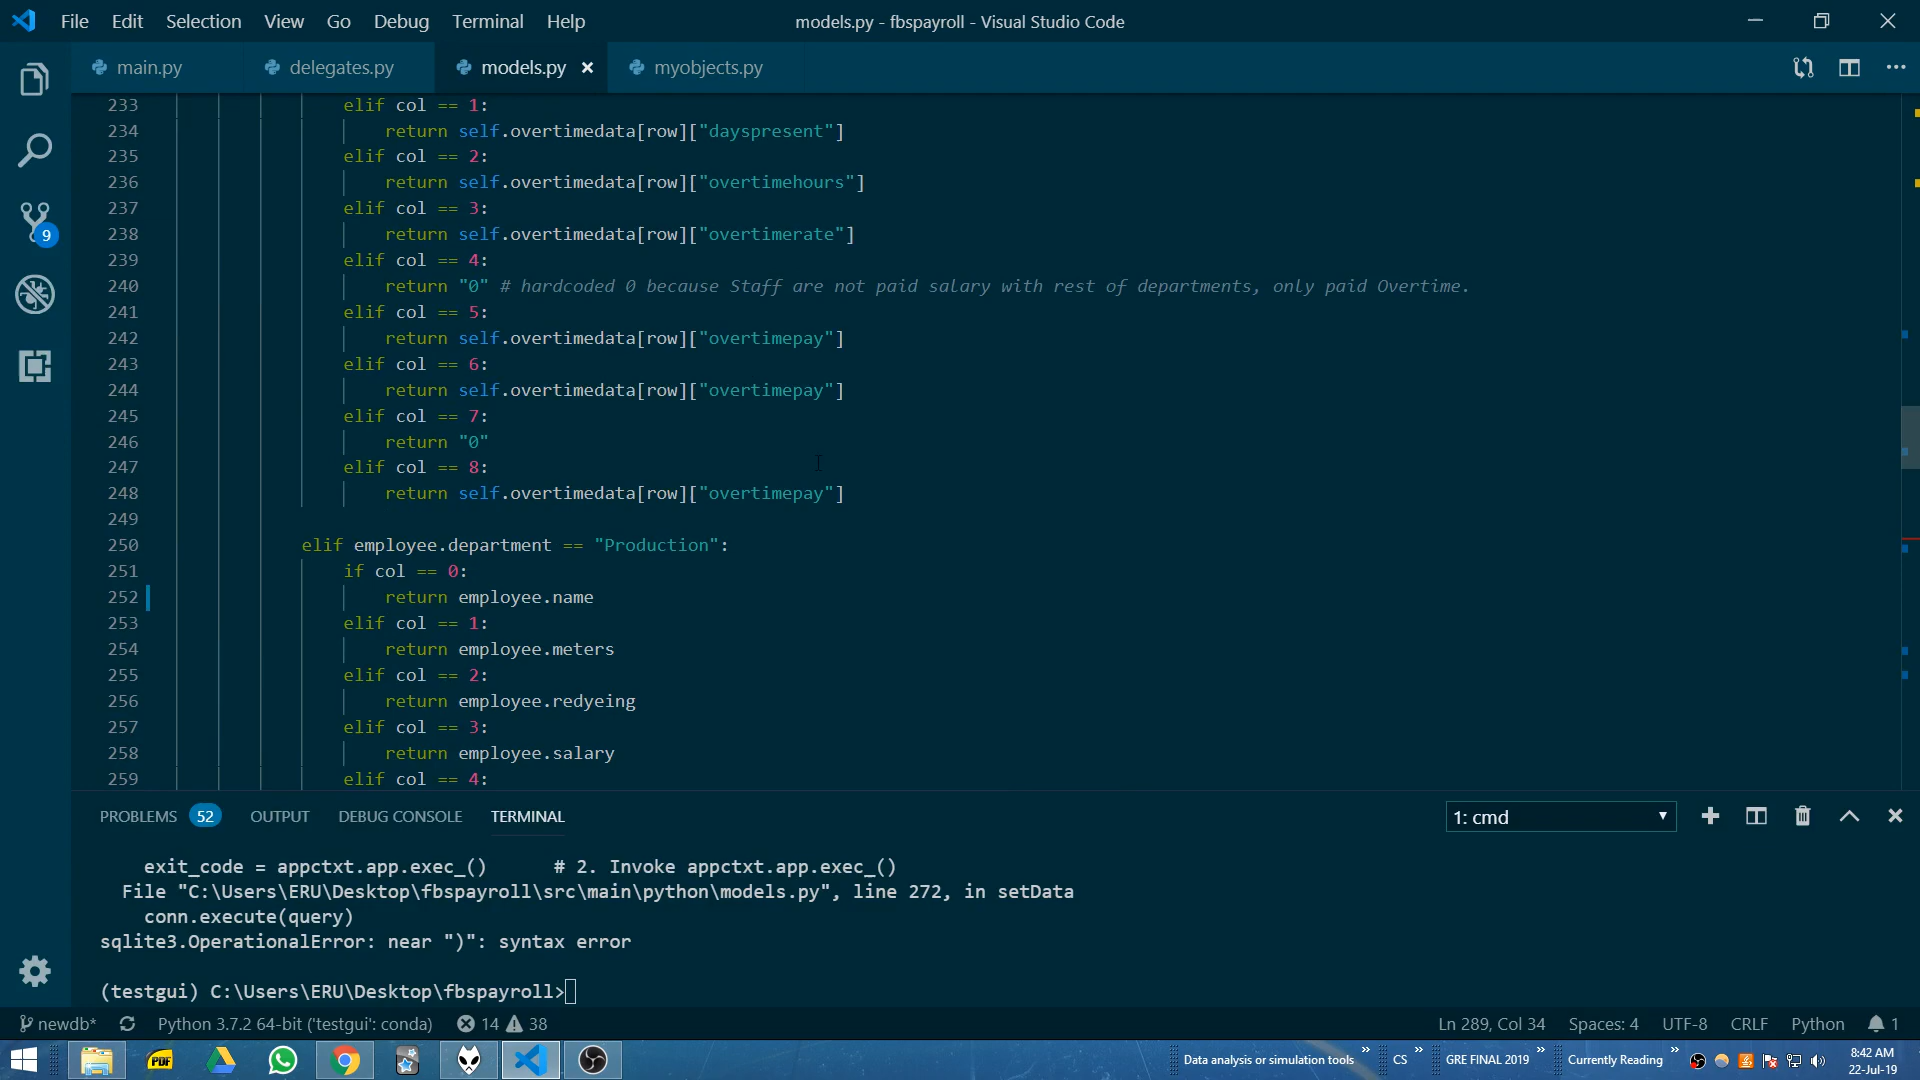 File Edit Selection View Go Debug Terminal Help models.py - fbspayroll - Visual Studio Code
main.py delegates.py models.py myobjects.py
233 elif col == 1:
234 return self.overtimedata[row]["dayspresent"]
235 elif col == 2:
236 return self.overtimedata[row]["overtimehours"]
237 elif col == 3:
238 return self.overtimedata[row]["overtimerate"]
239 elif col == 4:
240 return "0" # hardcoded 0 because Staff are not paid salary with rest of departments, only paid Overtime.
241 elif col == 5:
242 return self.overtimedata[row]["overtimepay"]
243 elif col == 6:
244 return self.overtimedata[row]["overtimepay"]
245 elif col == 7:
246 return "0"
247 elif col == 8:
248 return self.overtimedata[row]["overtimepay"]
249
250 elif employee.department == "Production":
251 if col == 0:
252 return employee.name
253 elif col == 1:
254 return employee.meters
255 elif col == 2:
256 return employee.redyeing
257 elif col == 3:
258 return employee.salary
259 elif col == 4:
9
PROBLEMS 52 OUTPUT DEBUG CONSOLE TERMINAL 1: cmd
exit_code = appctxt.app.exec_() # 2. Invoke appctxt.app.exec_()
File "C:\Users\ERU\Desktop\fbspayroll\src\main\python\models.py", line 272, in setData
conn.execute(query)
sqlite3.OperationalError: near ")": syntax error
(testgui) C:\Users\ERU\Desktop\fbspayroll>
newdb* Python 3.7.2 64-bit ('testgui': conda) 14 38 Ln 289, Col 34 Spaces: 4 UTF-8 CRLF Python 1
PDF Data analysis or simulation tools » CS » GRE FINAL 2019 » Currently Reading » 8:42 AM
22-Jul-19